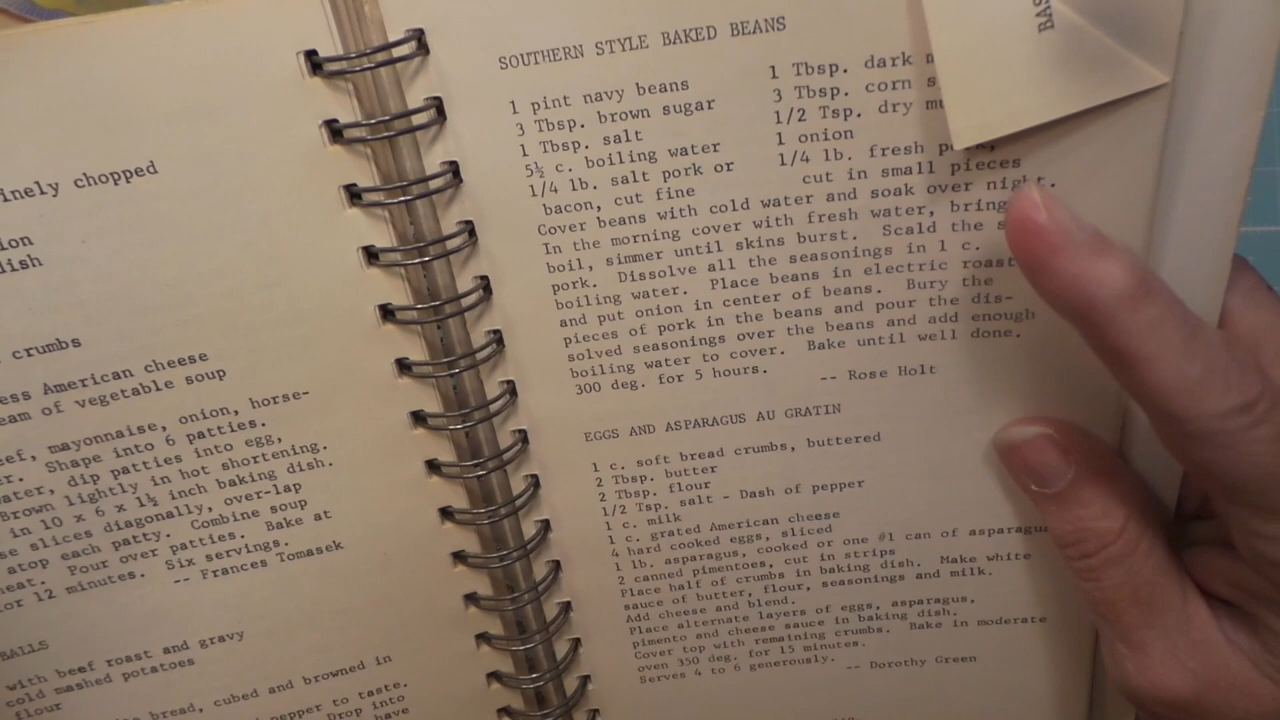 inely chopped
ion
dish
crumbs
ess American cheese
eam of vegetable soup
eef, mayonnaise, onion, horse-
er. Shape into 6 patties.
ater, dip patties into egg,
Brown lightly in hot shortening.
in 10 x 6 x 1½ inch baking dish.
se slices diagonally, over-lap
atop each patty. Combine soup
heat. Pour over patties. Bake at
for 12 minutes. Six servings.
-- Frances Tomasek
BALLS
with beef roast and gravy
cold mashed potatoes
flour
bread, cubed and browned in
pepper to taste.
Drop into
have
BAS
SOUTHERN STYLE BAKED BEANS
1 pint navy beans
3 Tbsp. brown sugar
1 Tbsp. salt
5½ c. boiling water
1/4 lb. salt pork or
bacon, cut fine
1 Tbsp. dark
3 Tbsp. corn s
1/2 Tsp. dry mu
1 onion
1/4 lb. fresh
cut in small pieces
Cover beans with cold water and soak over night.
In the morning cover with fresh water, bring
boil, simmer until skins burst. Scald the s
pork. Dissolve all the seasonings in 1 c.
boiling water. Place beans in electric roast
and put onion in center of beans. Bury the
pieces of pork in the beans and pour the dis-
solved seasonings over the beans and add enough
boiling water to cover. Bake until well done.
300 deg. for 5 hours.
-- Rose Holt
EGGS AND ASPARAGUS AU GRATIN
1 c. soft bread crumbs, buttered
2 Tbsp. butter
2 Tbsp. flour
1/2 Tsp. salt - Dash of pepper
1 c. milk
1 c. grated American cheese
4 hard cooked eggs, sliced
1 lb. asparagus, cooked or one #1 can of asparagus
2 canned pimentoes, cut in strips
Place half of crumbs in baking dish. Make white
sauce of butter, flour, seasonings and milk.
Add cheese and blend.
Place alternate layers of eggs, asparagus,
pimento and cheese sauce in baking dish.
Cover top with remaining crumbs. Bake in moderate
oven 350 deg. for 15 minutes.
Serves 4 to 6 generously.
-- Dorothy Green